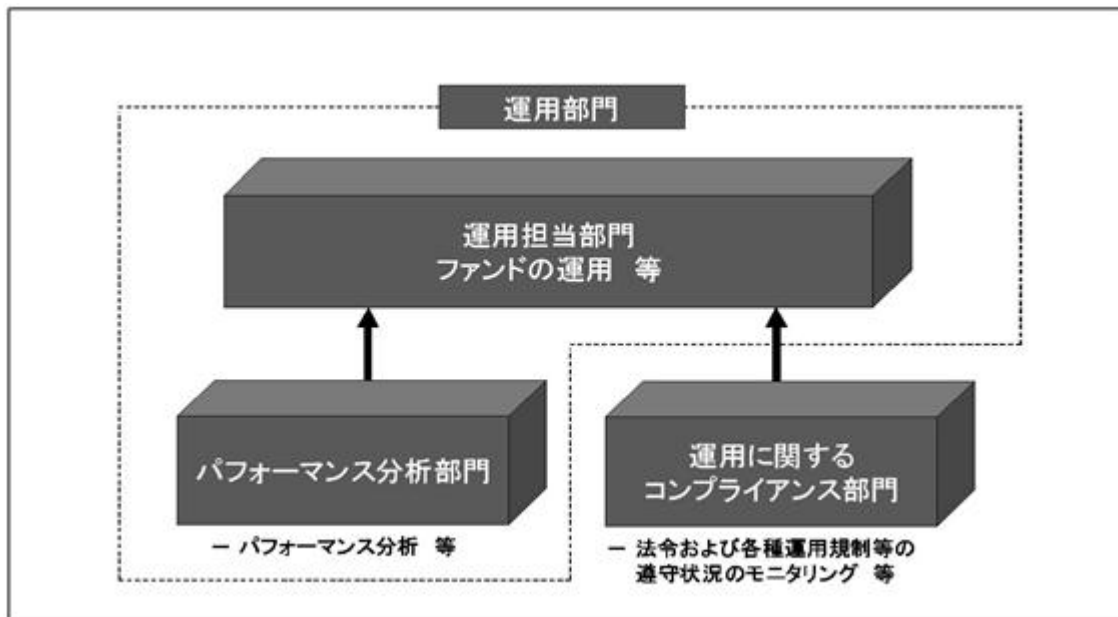 運用部門
運用担当部門
ファンドの運用 等
パフォーマンス分析部門
― パフォーマンス分析 等
運用に関する
コンプライアンス部門
― 法令および各種運用規制等の
遵守状況のモニタリング 等